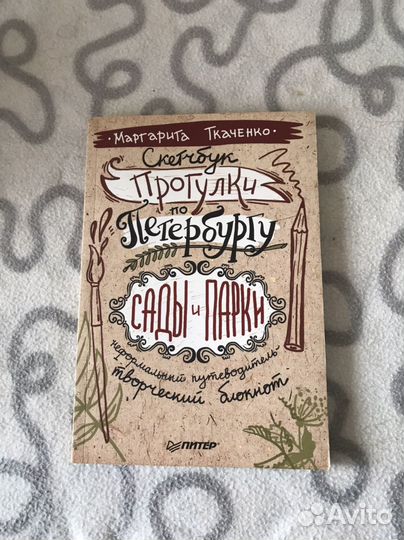 · Маргарита Ткаченко ·
Скетчбук
Прогулки
по
Петербургу
САДЫ и ПАРКИ
неформальный путеводитель
творческий блокнот
ПИТЕР
Avito